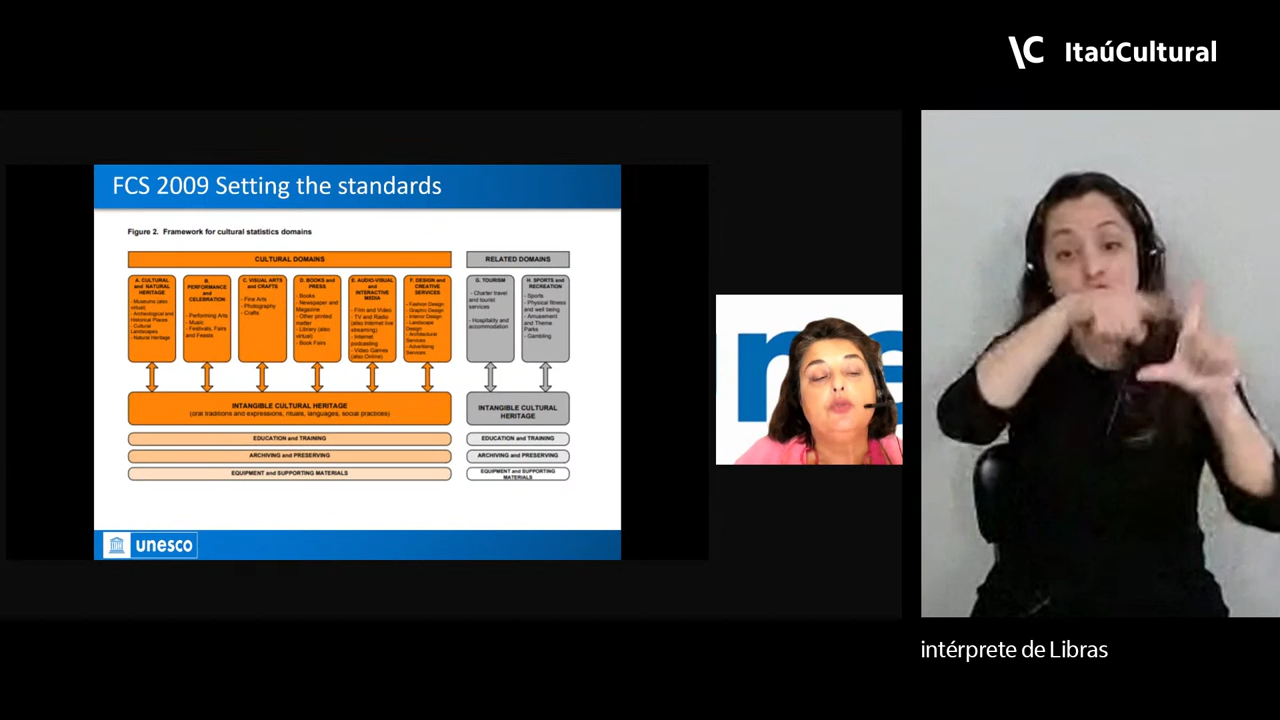 \C ItaúCultural
FCS 2009 Setting the standards
Figure 2. Framework for cultural statistics domains
CULTURAL DOMAINS
RELATED DOMAINS
A. CULTURAL
and NATURAL
HERITAGE
- Museums (also
virtual)
- Archeological and
Historical Places
- Cultural
Landscapes
- Natural Heritage
B.
PERFORMANCE
and
CELEBRATION
- Performing Arts
- Music
- Festivals, Fairs
and Feasts
C. VISUAL ARTS
and CRAFTS
- Fine Arts
- Photography
- Crafts
D. BOOKS and
PRESS
- Books
- Newspaper and
Magazine
- Other printed
matter
- Library (also
virtual)
- Book Fairs
E. AUDIO-VISUAL
and
INTERACTIVE
MEDIA
- Film and Video
- TV and Radio
(also Internet live
streaming)
- Internet
podcasting
- Video Games
(also Online)
F. DESIGN and
CREATIVE
SERVICES
- Fashion Design
- Graphic Design
- Interior Design
- Landscape
Design
- Architectural
Services
- Advertising
Services
G. TOURISM
- Charter travel
and tourist
services
- Hospitality and
accommodation
H. SPORTS and
RECREATION
- Sports
- Physical fitness
and well being
- Amusement
and Theme
Parks
- Gambling
INTANGIBLE CULTURAL HERITAGE
(oral traditions and expressions, rituals, languages, social practices)
INTANGIBLE CULTURAL
HERITAGE
EDUCATION and TRAINING
EDUCATION and TRAINING
ARCHIVING and PRESERVING
ARCHIVING and PRESERVING
EQUIPMENT and SUPPORTING MATERIALS
EQUIPMENT and SUPPORTING
MATERIALS
unesco
intérprete de Libras